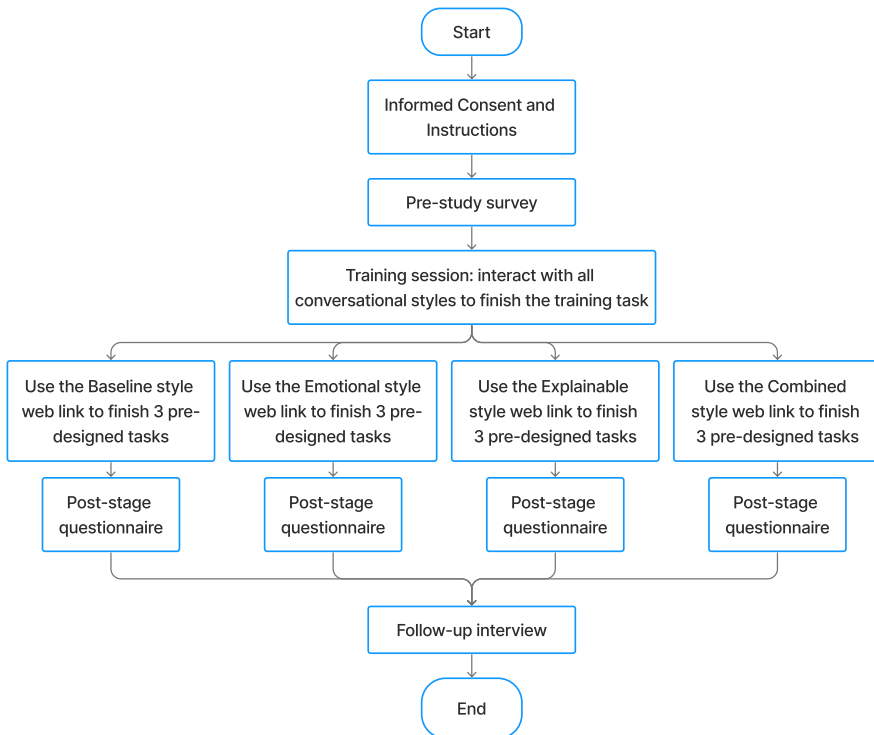 Start
Informed Consent and
Instructions
Pre-study survey
Training session: interact with all
conversational styles to finish the training task
Use the Baseline style
web link to finish 3 pre-
designed tasks
Use the Emotional style
web link to finish 3 pre-
designed tasks
Use the Explainable
style web link to finish
3 pre-designed tasks
Use the Combined
style web link to finish
3 pre-designed tasks
Post-stage
questionnaire
Post-stage
questionnaire
Post-stage
questionnaire
Post-stage
questionnaire
Follow-up interview
End